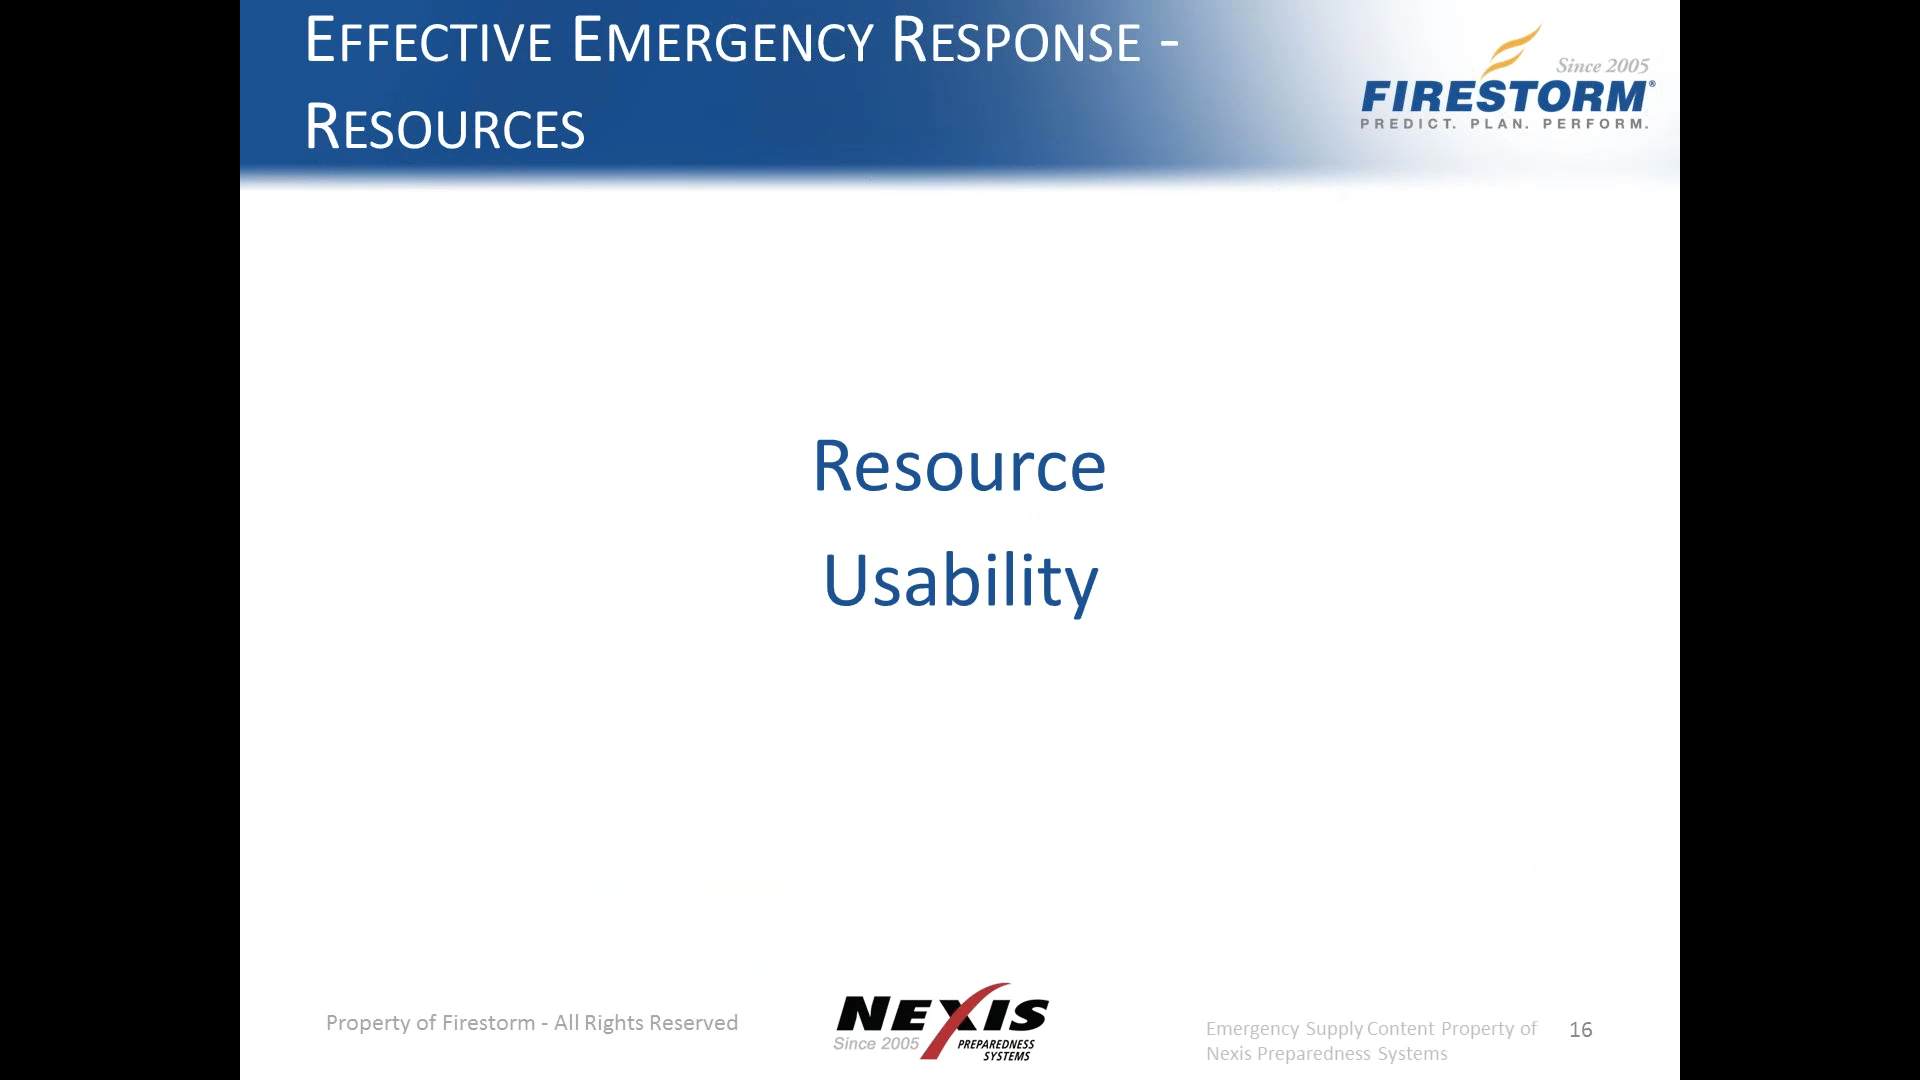 EFFECTIVE EMERGENCY RESPONSE -
RESOURCES
Since 2005
FIRESTORM®
PREDICT. PLAN. PERFORM.
Resource
Usability
Property of Firestorm - All Rights Reserved
NEXIS
Since 2005
PREPAREDNESS
SYSTEMS
Emergency Supply Content Property of
Nexis Preparedness Systems
16